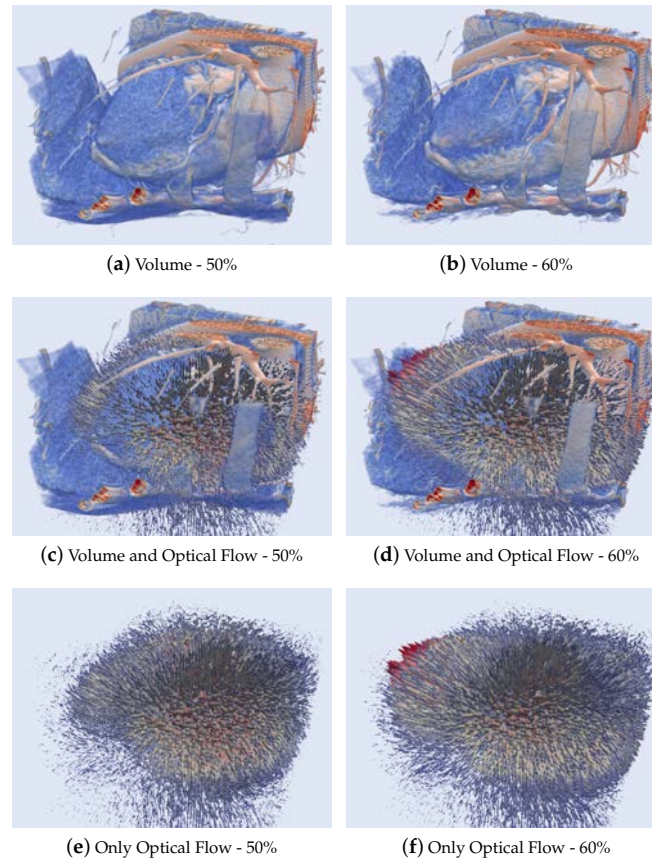 (a) Volume - 50%
(b) Volume - 60%
(c) Volume and Optical Flow - 50%
(d) Volume and Optical Flow - 60%
(e) Only Optical Flow - 50%
(f) Only Optical Flow - 60%